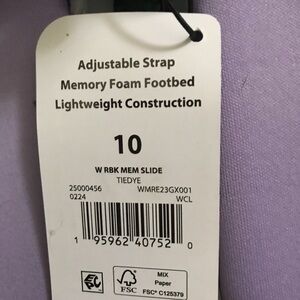 Adjustable Strap
Memory Foam Footbed
Lightweight Construction
10
W RBK MEM SLIDE
TIEDYE
25000456 WMRE23GX001
0224 WCL
1 95962 40752 0
FSC
MIX
Paper
FSC® C125379